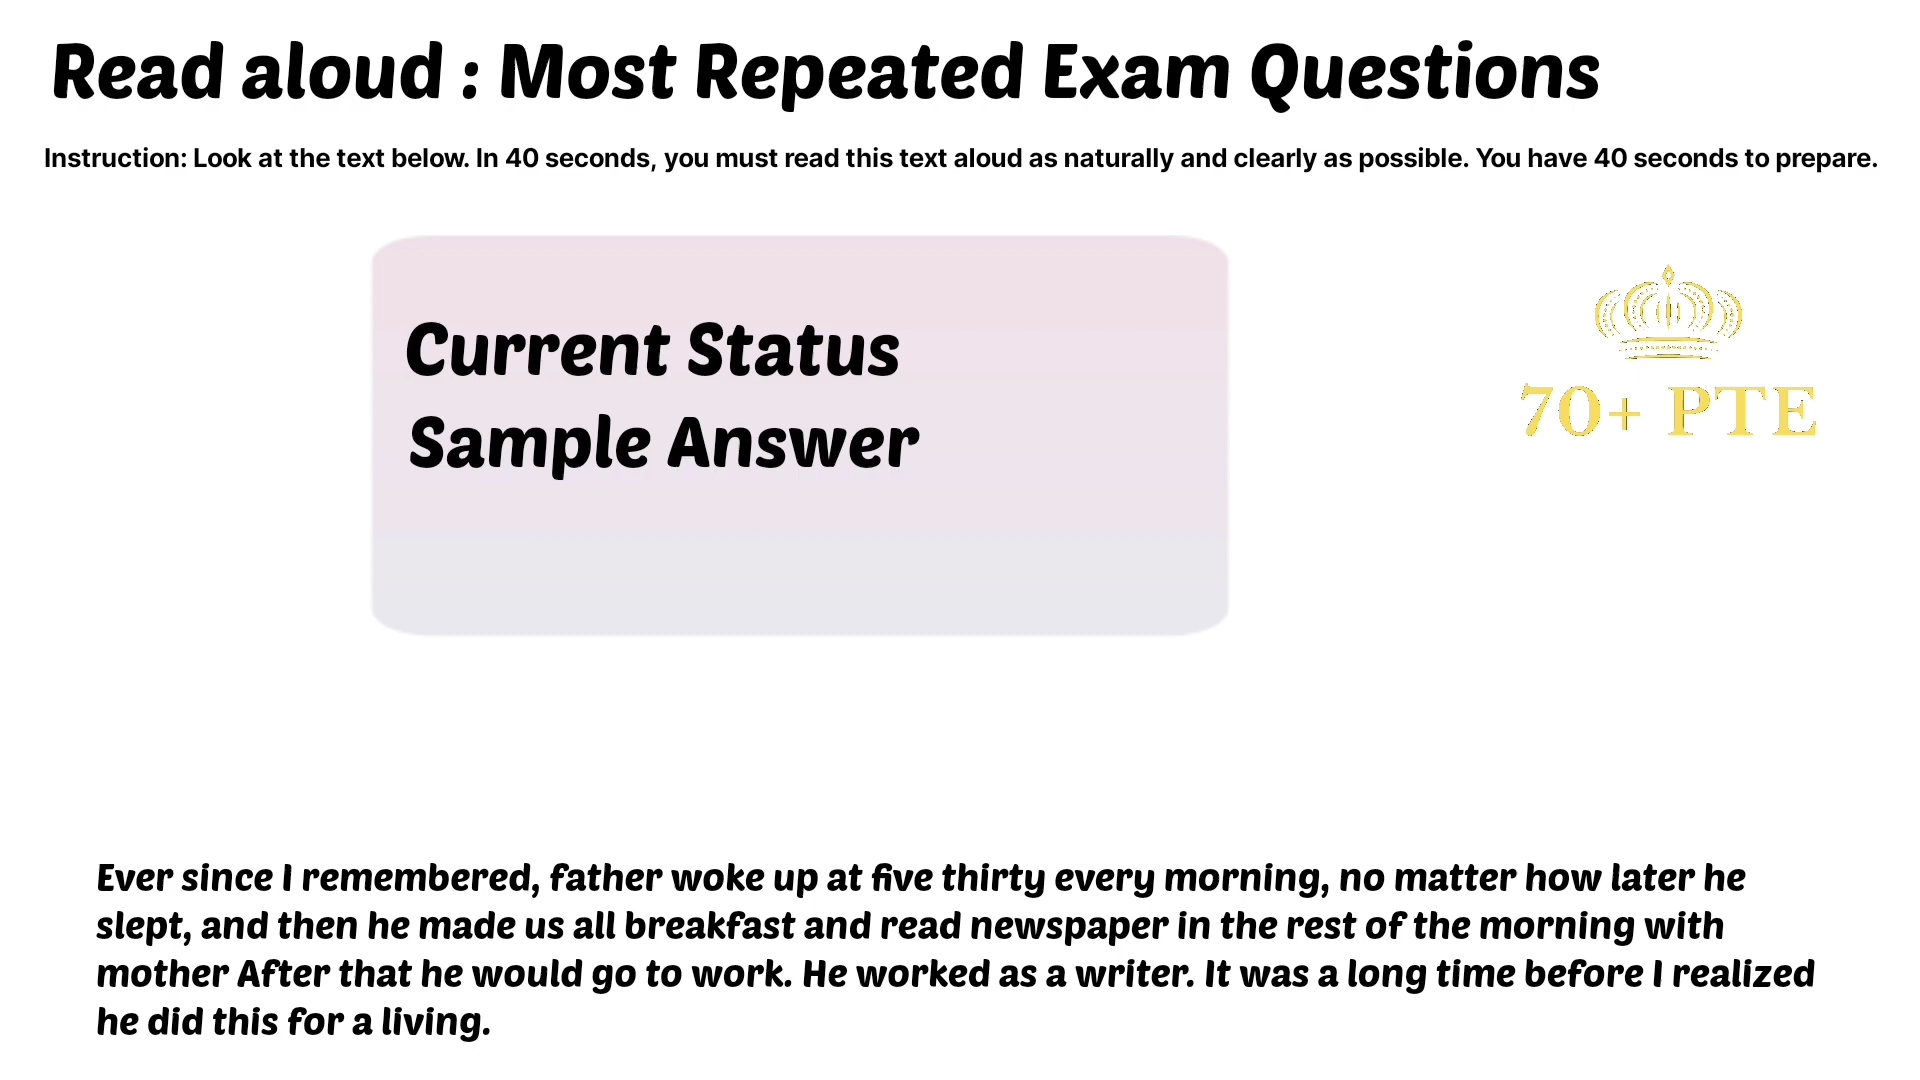 Read aloud : Most Repeated Exam Questions
Instruction: Look at the text below. In 40 seconds, you must read this text aloud as naturally and clearly as possible. You have 40 seconds to prepare.
Current Status
Sample Answer
70+ PTE
Ever since I remembered, father woke up at five thirty every morning, no matter how later he
slept, and then he made us all breakfast and read newspaper in the rest of the morning with
mother After that he would go to work. He worked as a writer. It was a long time before I realized
he did this for a living.